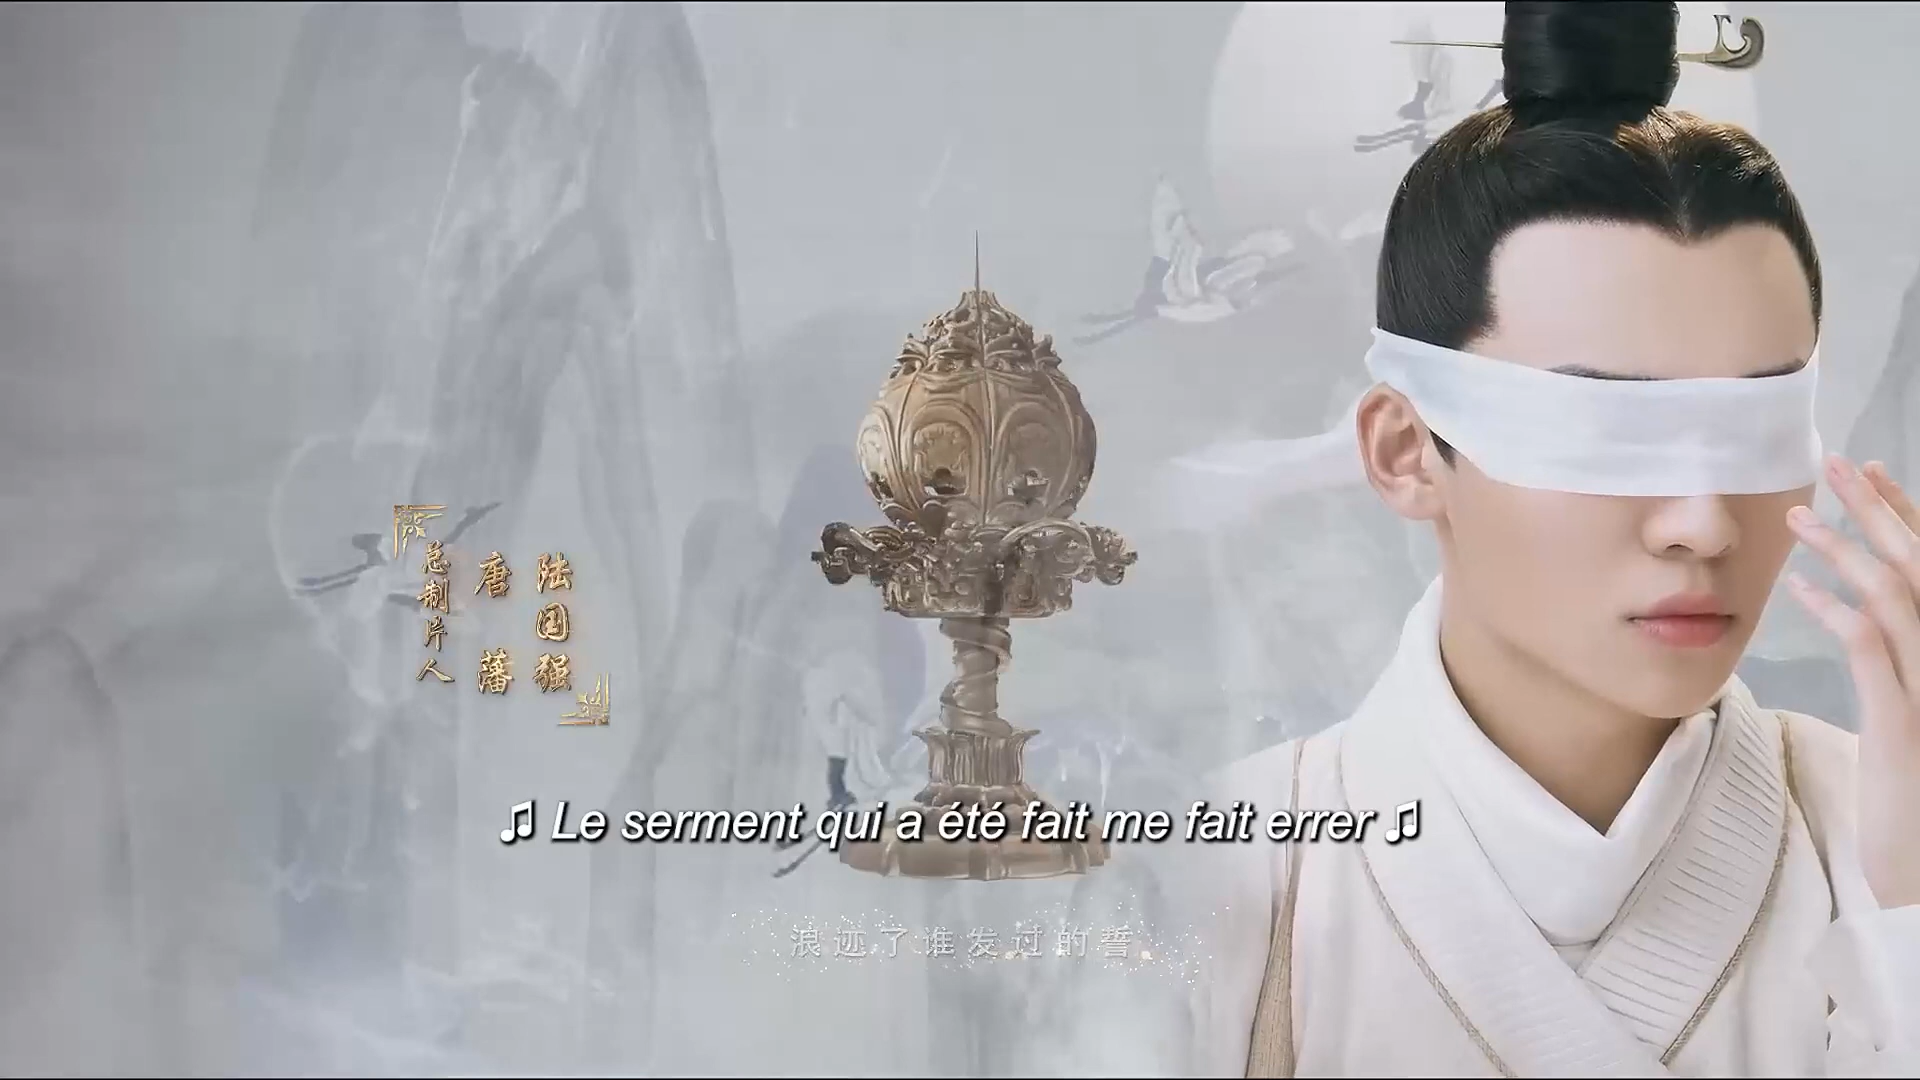 总制片人
唐藩
陆国强
♫ Le serment qui a été fait me fait errer ♫
浪迹了谁发过的誓